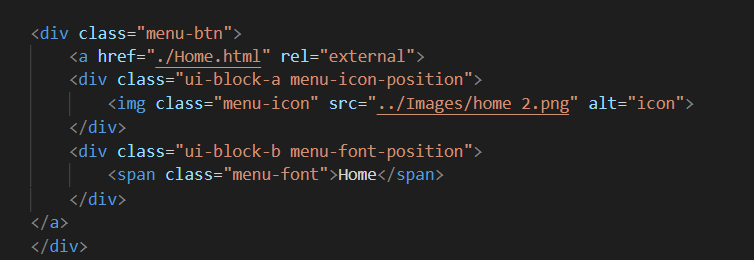 <div class="menu-btn">
    <a href="./Home.html" rel="external">
    <div class="ui-block-a menu-icon-position">
        <img class="menu-icon" src="../Images/home 2.png" alt="icon">
    </div>
    <div class="ui-block-b menu-font-position">
        <span class="menu-font">Home</span>
    </div>
</a>
</div>